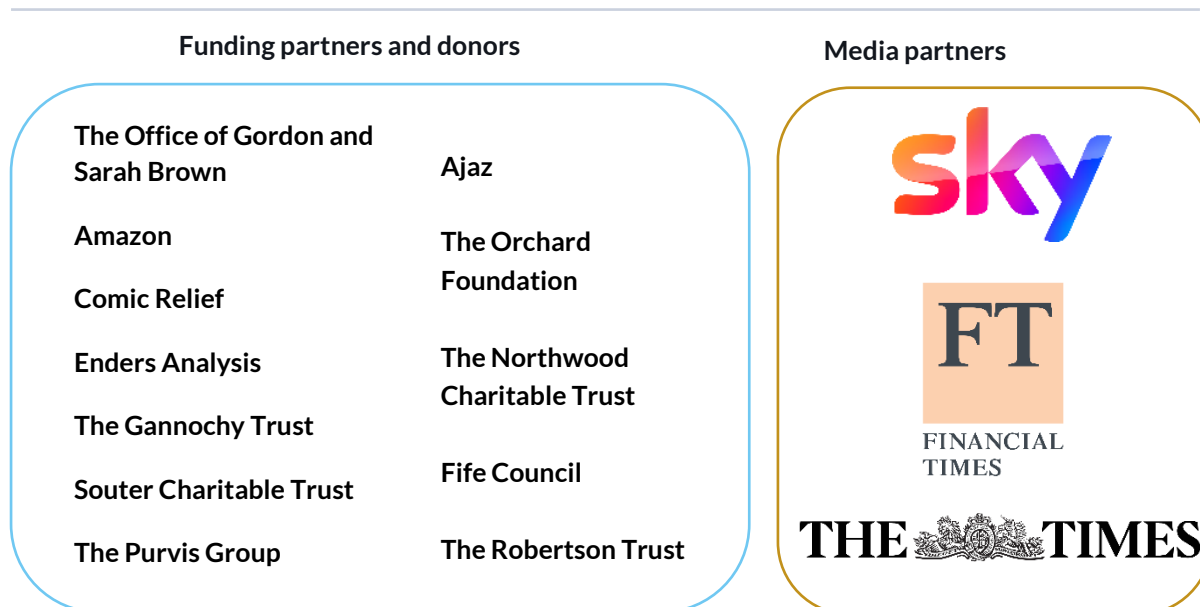 Funding partners and donors
The Office of Gordon and
Sarah Brown
Amazon
Comic Relief
Enders Analysis
The Gannochy Trust
Souter Charitable Trust
The Purvis Group
Ajaz
The Orchard
Foundation
The Northwood
Charitable Trust
Fife Council
The Robertson Trust
Media partners
sky
FT
FINANCIAL
TIMES
THE TIMES